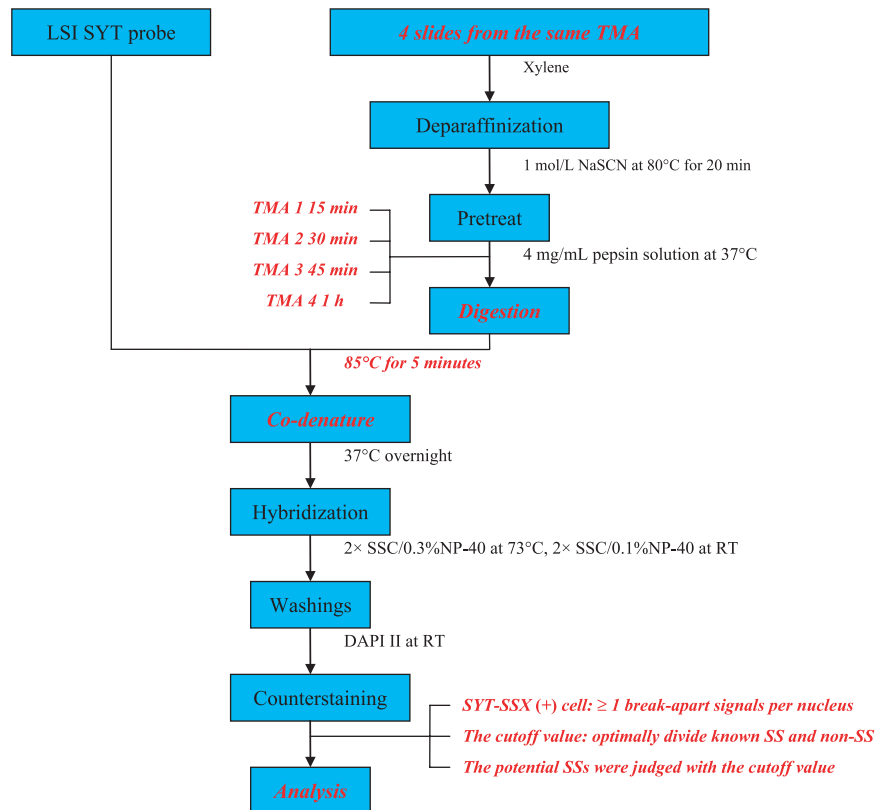 LSI SYT probe
4 slides from the same TMA
Xylene
Deparaffinization
1 mol/L NaSCN at 80°C for 20 min
Pretreat
TMA 1 15 min
TMA 2 30 min
TMA 3 45 min
TMA 4 1 h
4 mg/mL pepsin solution at 37°C
Digestion
85°C for 5 minutes
Co-denature
37°C overnight
Hybridization
2× SSC/0.3%NP-40 at 73°C, 2× SSC/0.1%NP-40 at RT
Washings
DAPI II at RT
Counterstaining
SYT-SSX (+) cell: ≥ 1 break-apart signals per nucleus
The cutoff value: optimally divide known SS and non-SS
The potential SSs were judged with the cutoff value
Analysis